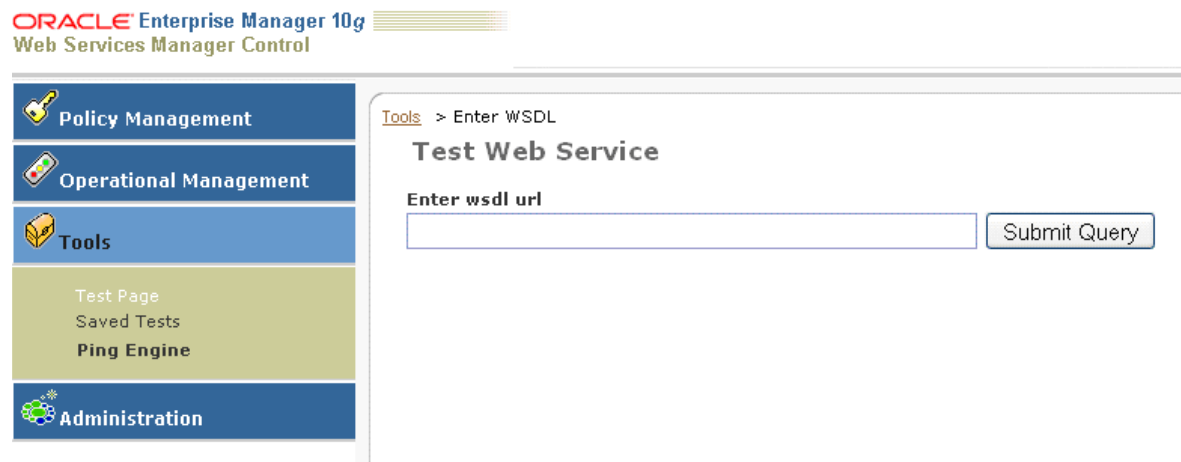 ORACLE Enterprise Manager 10g
Web Services Manager Control
Policy Management
Operational Management
Tools
Test Page
Saved Tests
Ping Engine
Administration
Tools > Enter WSDL
Test Web Service
Enter wsdl url
Submit Query